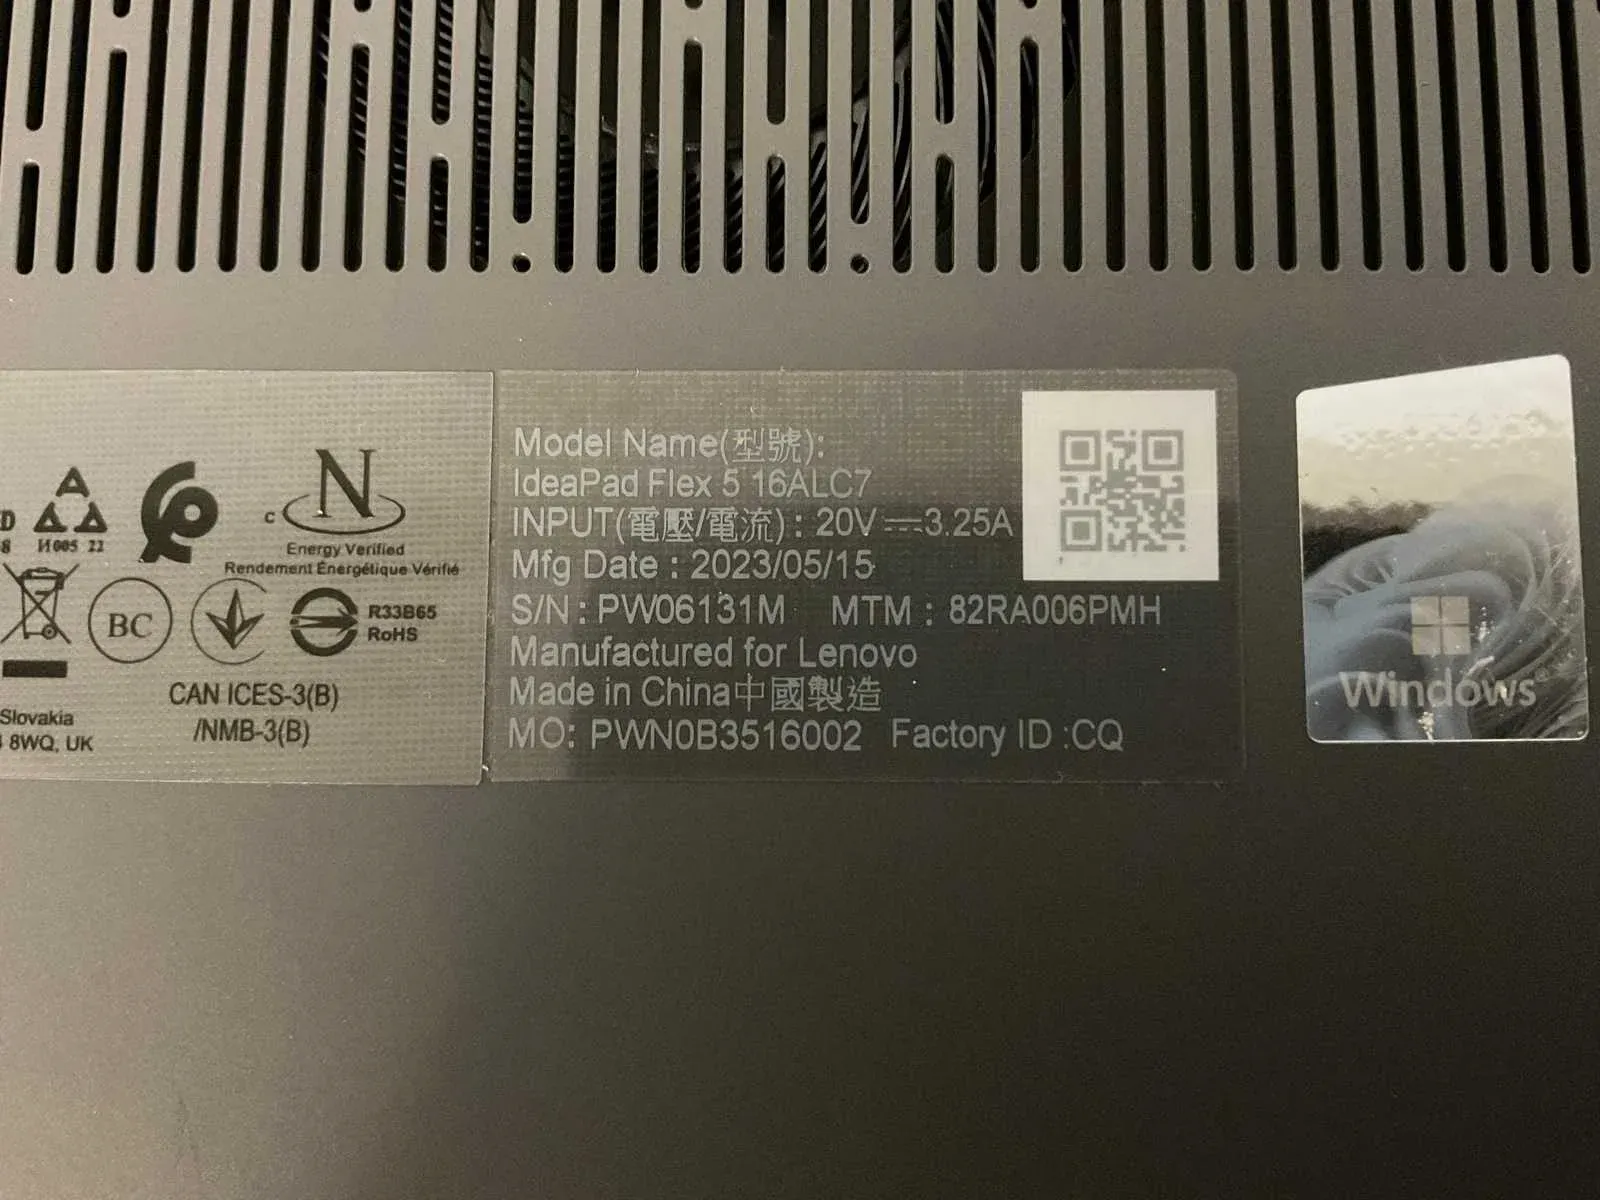 D
8
И005 22
C
N
Energy Verified
Rendement Énergétique Vérifié
BC
R33B65
RoHS
CAN ICES-3(B)
/NMB-3(B)
Slovakia
8WQ, UK
Model Name(型號):
IdeaPad Flex 5 16ALC7
INPUT(電壓/電流) : 20V⎓3.25A
Mfg Date : 2023/05/15
S/N : PW06131M MTM : 82RA006PMH
Manufactured for Lenovo
Made in China中國製造
MO: PWN0B3516002 Factory ID :CQ
Windows